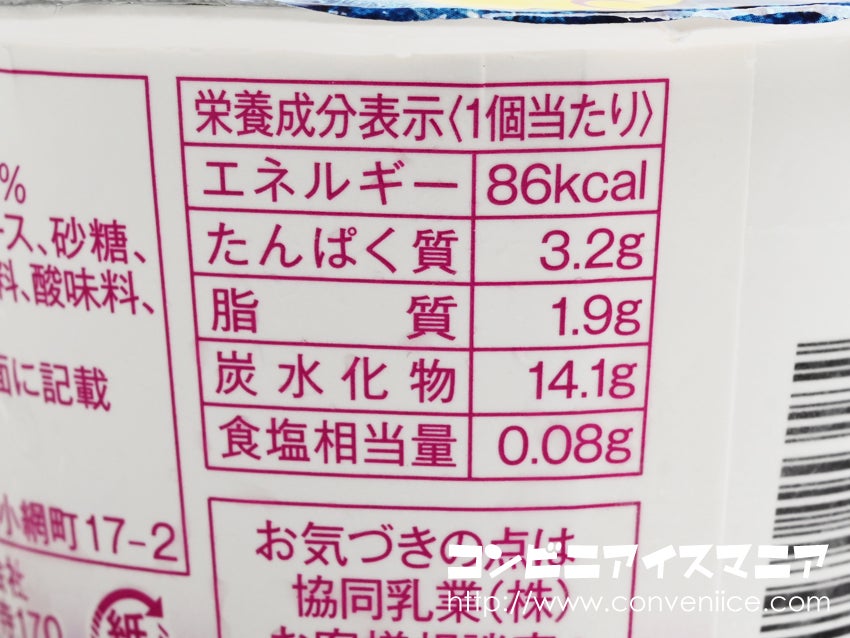 栄養成分表示〈1個当たり〉
エネルギー 86kcal
たんぱく質 3.2g
脂質 1.9g
炭水化物 14.1g
食塩相当量 0.08g
%
ース、砂糖、
料、酸味料、
面に記載
小網町17-2
会社
170
紙
お気づきの点は
協同乳業(株)
コンビニアイスマニア
http://www.conveniice.com/